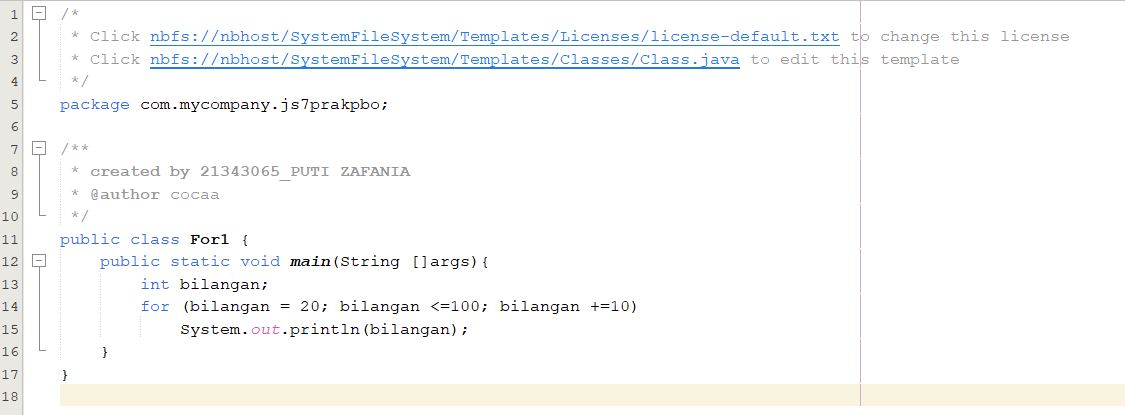 1 /*
2 * Click nbfs://nbhost/SystemFileSystem/Templates/Licenses/license-default.txt to change this license
3 * Click nbfs://nbhost/SystemFileSystem/Templates/Classes/Class.java to edit this template
4 */
5 package com.mycompany.js7prakpbo;
6
7 /**
8 * created by 21343065_PUTI ZAFANIA
9 * @author cocaa
10 */
11 public class For1 {
12 public static void main(String []args){
13 int bilangan;
14 for (bilangan = 20; bilangan <=100; bilangan +=10)
15 System.out.println(bilangan);
16 }
17 }
18